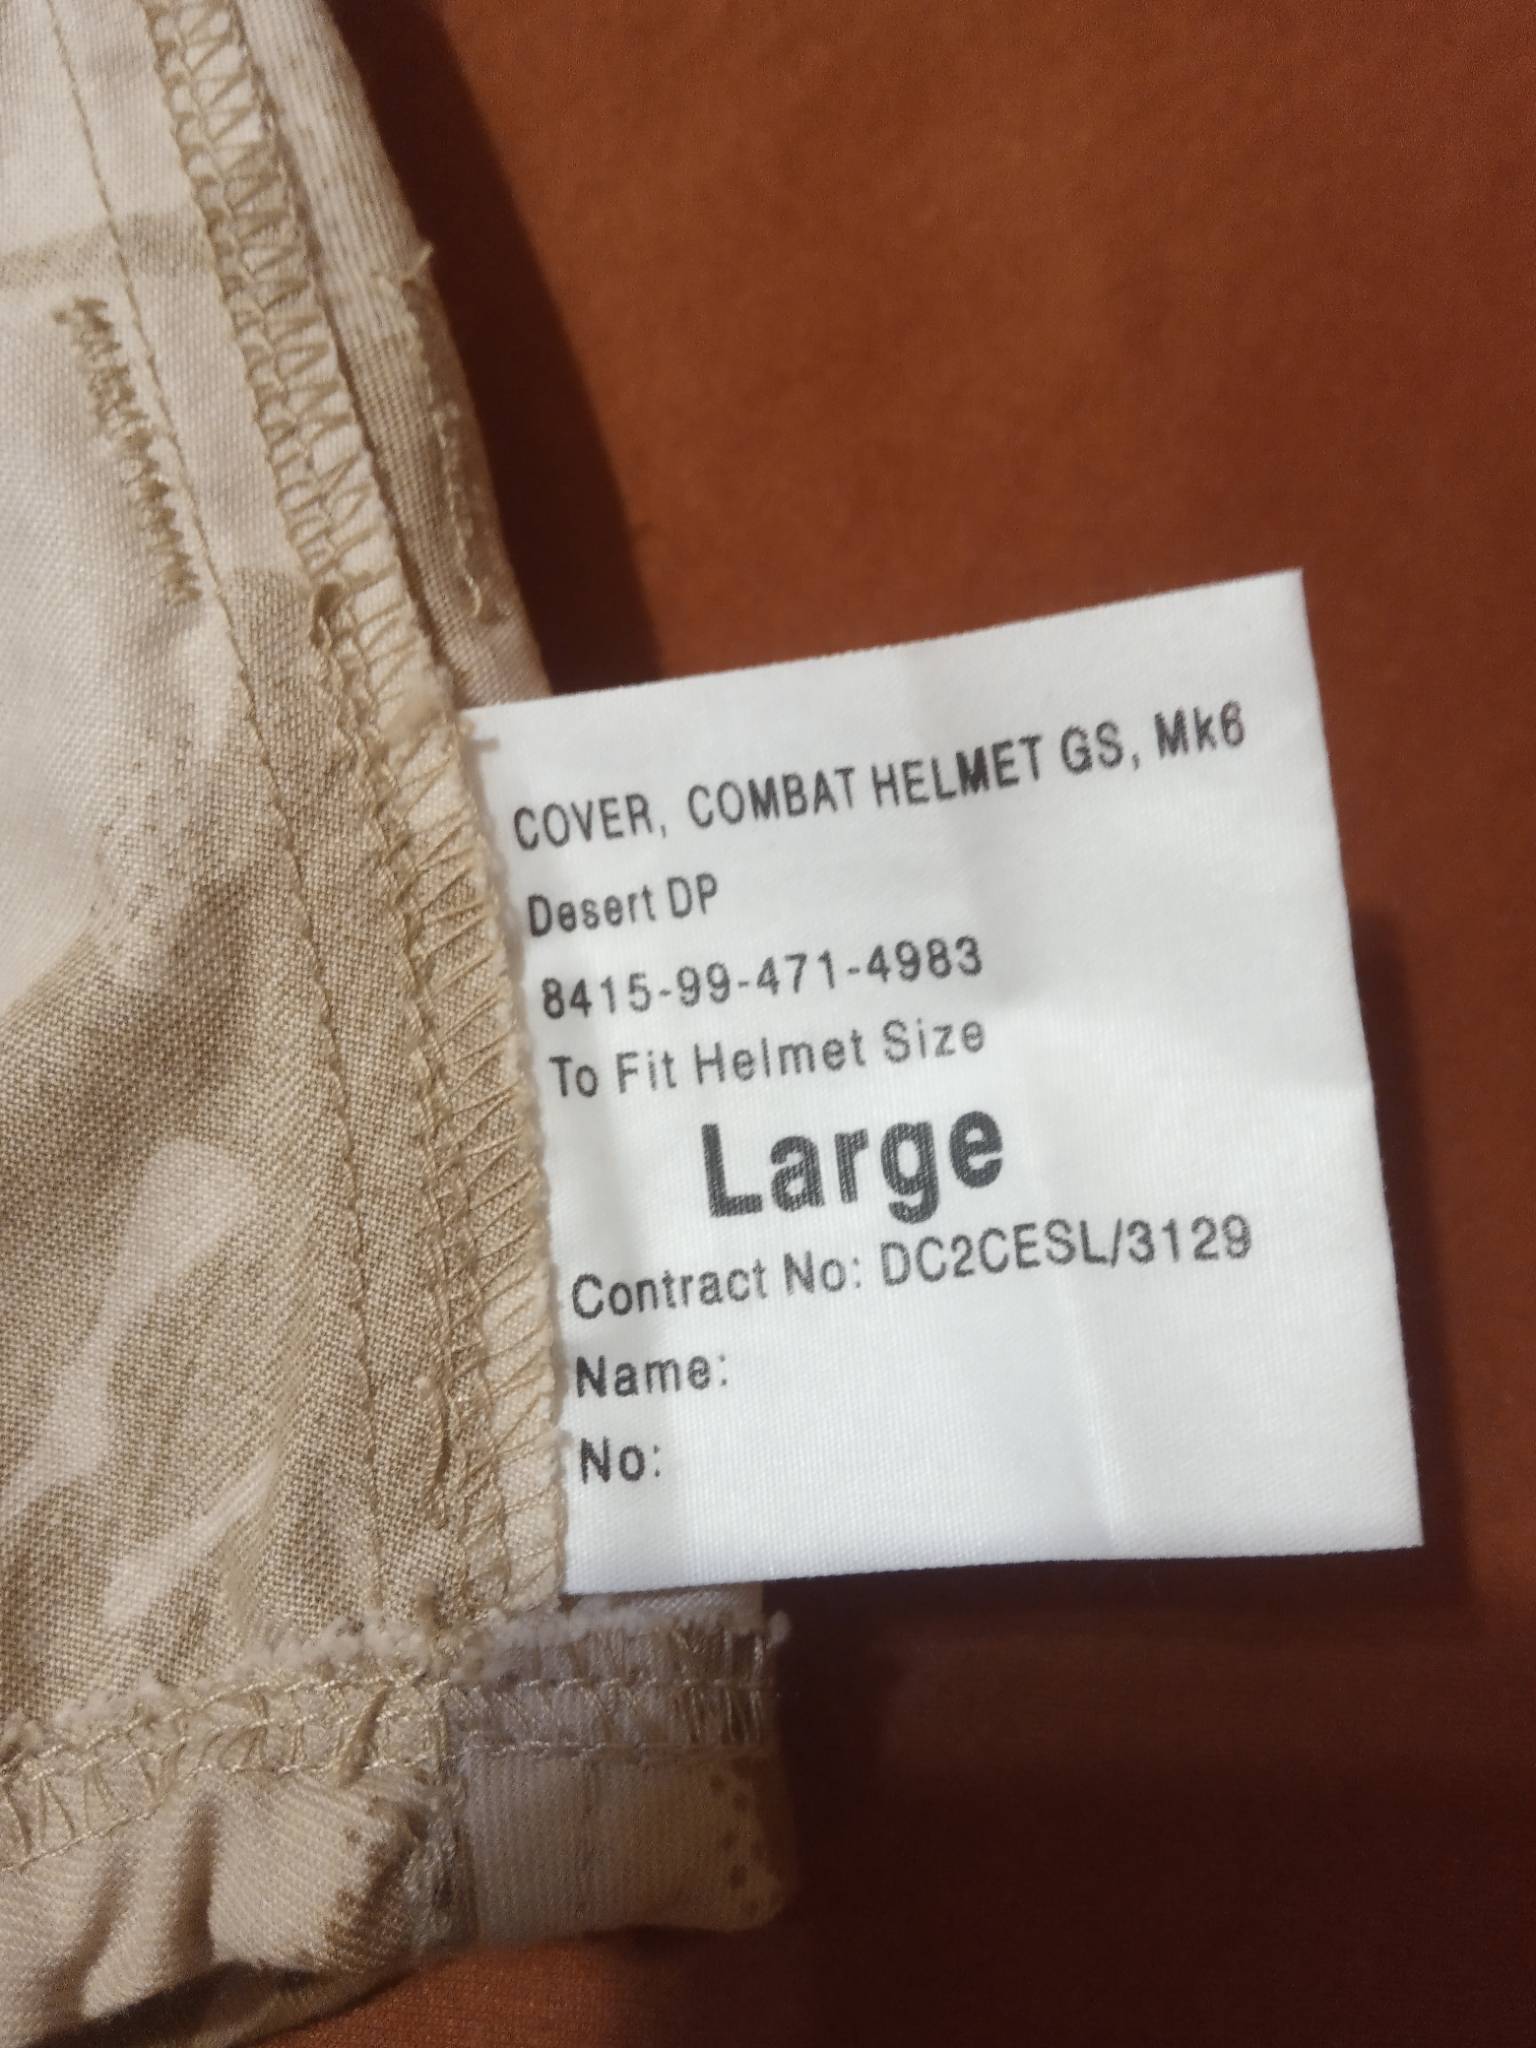 COVER, COMBAT HELMET GS, Mk6
Desert DP
8415-99-471-4983
To Fit Helmet Size
Large
Contract No: DC2CESL/3129
Name:
No: